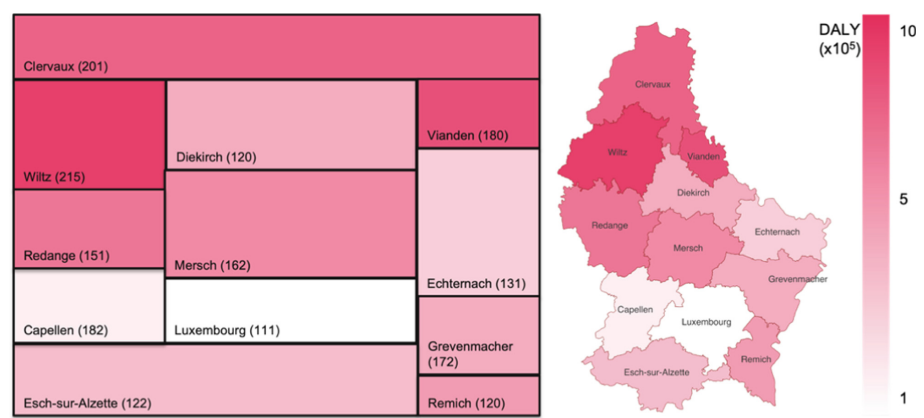 Clervaux (201)
Wiltz (215)
Diekirch (120)
Vianden (180)
Redange (151)
Mersch (162)
Echternach (131)
Capellen (182)
Luxembourg (111)
Grevenmacher
(172)
Esch-sur-Alzette (122)
Remich (120)
Clervaux
Wiltz
Vianden
Diekirch
Redange
Echternach
Mersch
Grevenmacher
Capellen
Luxembourg
Remich
Esch-sur-Alzette
DALY
(x10⁵)
10
5
1